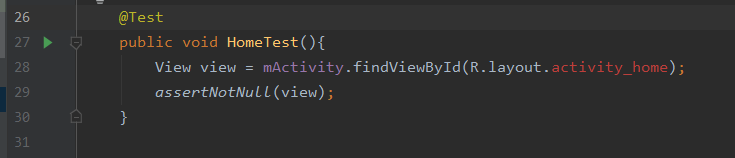 26 @Test
27 public void HomeTest(){
28 View view = mActivity.findViewById(R.layout.activity_home);
29 assertNotNull(view);
30 }
31